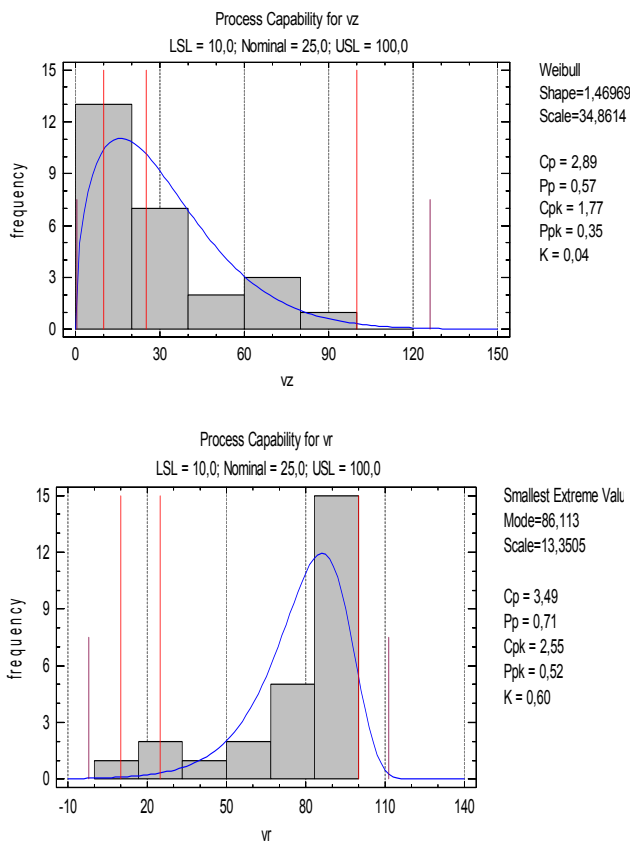 Process Capability for vz
LSL = 10,0; Nominal = 25,0; USL = 100,0
15
12
9
6
3
0
frequency
0 30 60 90 120 150
vz
Weibull
Shape=1,46969
Scale=34,8614
Cp = 2,89
Pp = 0,57
Cpk = 1,77
Ppk = 0,35
K = 0,04
Process Capability for vr
LSL = 10,0; Nominal = 25,0; USL = 100,0
15
12
9
6
3
0
frequency
-10 20 50 80 110 140
vr
Smallest Extreme Valu
Mode=86,113
Scale=13,3505
Cp = 3,49
Pp = 0,71
Cpk = 2,55
Ppk = 0,52
K = 0,60